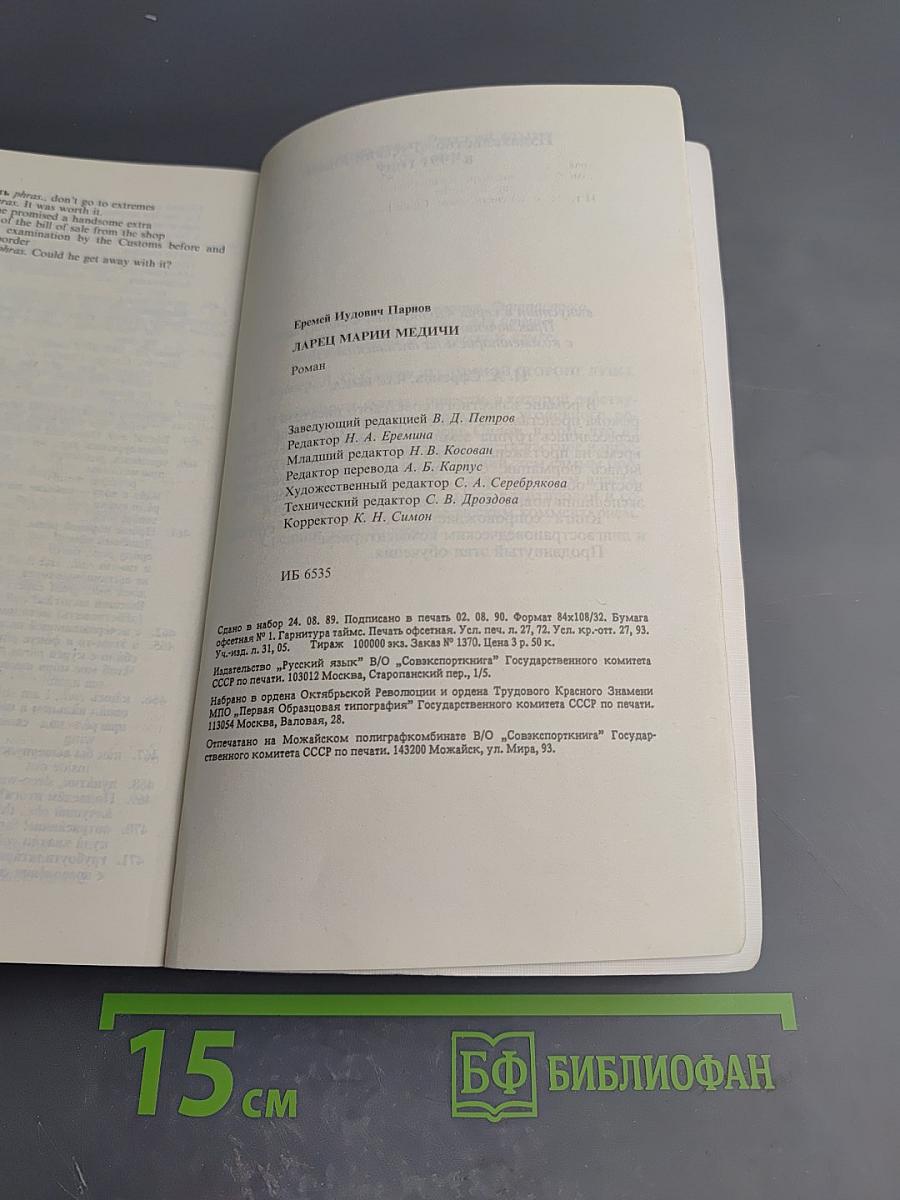 ть phras., don't go to extremes
ras. It was worth it.
e promised a handsome extra
of the bill of sale from the shop
examination by the Customs before and
order
phras. Could he get away with it?
Еремей Иудович Парнов
ЛАРЕЦ МАРИИ МЕДИЧИ
Роман
Заведующий редакцией В. Д. Петров
Редактор Н. А. Еремина
Младший редактор Н. В. Косован
Редактор перевода А. Б. Карпус
Художественный редактор С. А. Серебрякова
Технический редактор С. В. Дроздова
Корректор К. Н. Симон
ИБ 6535
Сдано в набор 24. 08. 89. Подписано в печать 02. 08. 90. Формат 84х108/32. Бумага
офсетная № 1. Гарнитура таймс. Печать офсетная. Усл. печ. л. 27, 72. Усл. кр.-отт. 27, 93.
Уч.-изд. л. 31, 05. Тираж 100000 экз. Заказ № 1370. Цена 3 р. 50 к.
Издательство „Русский язык” В/О „Совэкспорткнига” Государственного комитета
СССР по печати. 103012 Москва, Старопанский пер., 1/5.
Набрано в ордена Октябрьской Революции и ордена Трудового Красного Знамени
МПО „Первая Образцовая типография” Государственного комитета СССР по печати.
113054 Москва, Валовая, 28.
Отпечатано на Можайском полиграфкомбинате В/О „Совэкспорткнига” Государ-
ственного комитета СССР по печати. 143200 Можайск, ул. Мира, 93.
15 см
БФ БИБЛИОФАН